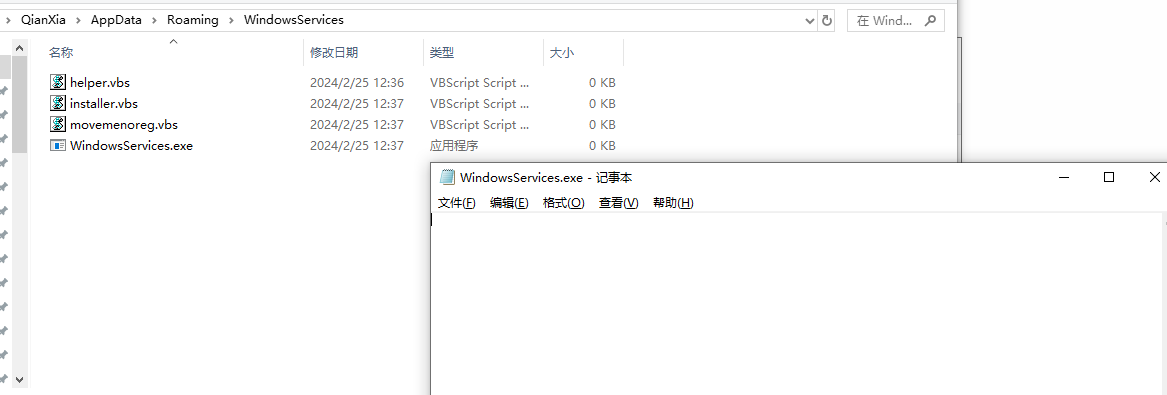 QianXia > AppData > Roaming > WindowsServices
在 Wind...
名称 修改日期 类型 大小
helper.vbs 2024/2/25 12:36 VBScript Script ... 0 KB
installer.vbs 2024/2/25 12:37 VBScript Script ... 0 KB
movemenoreg.vbs 2024/2/25 12:37 VBScript Script ... 0 KB
WindowsServices.exe 2024/2/25 12:37 应用程序 0 KB
WindowsServices.exe - 记事本
文件(F) 编辑(E) 格式(O) 查看(V) 帮助(H)